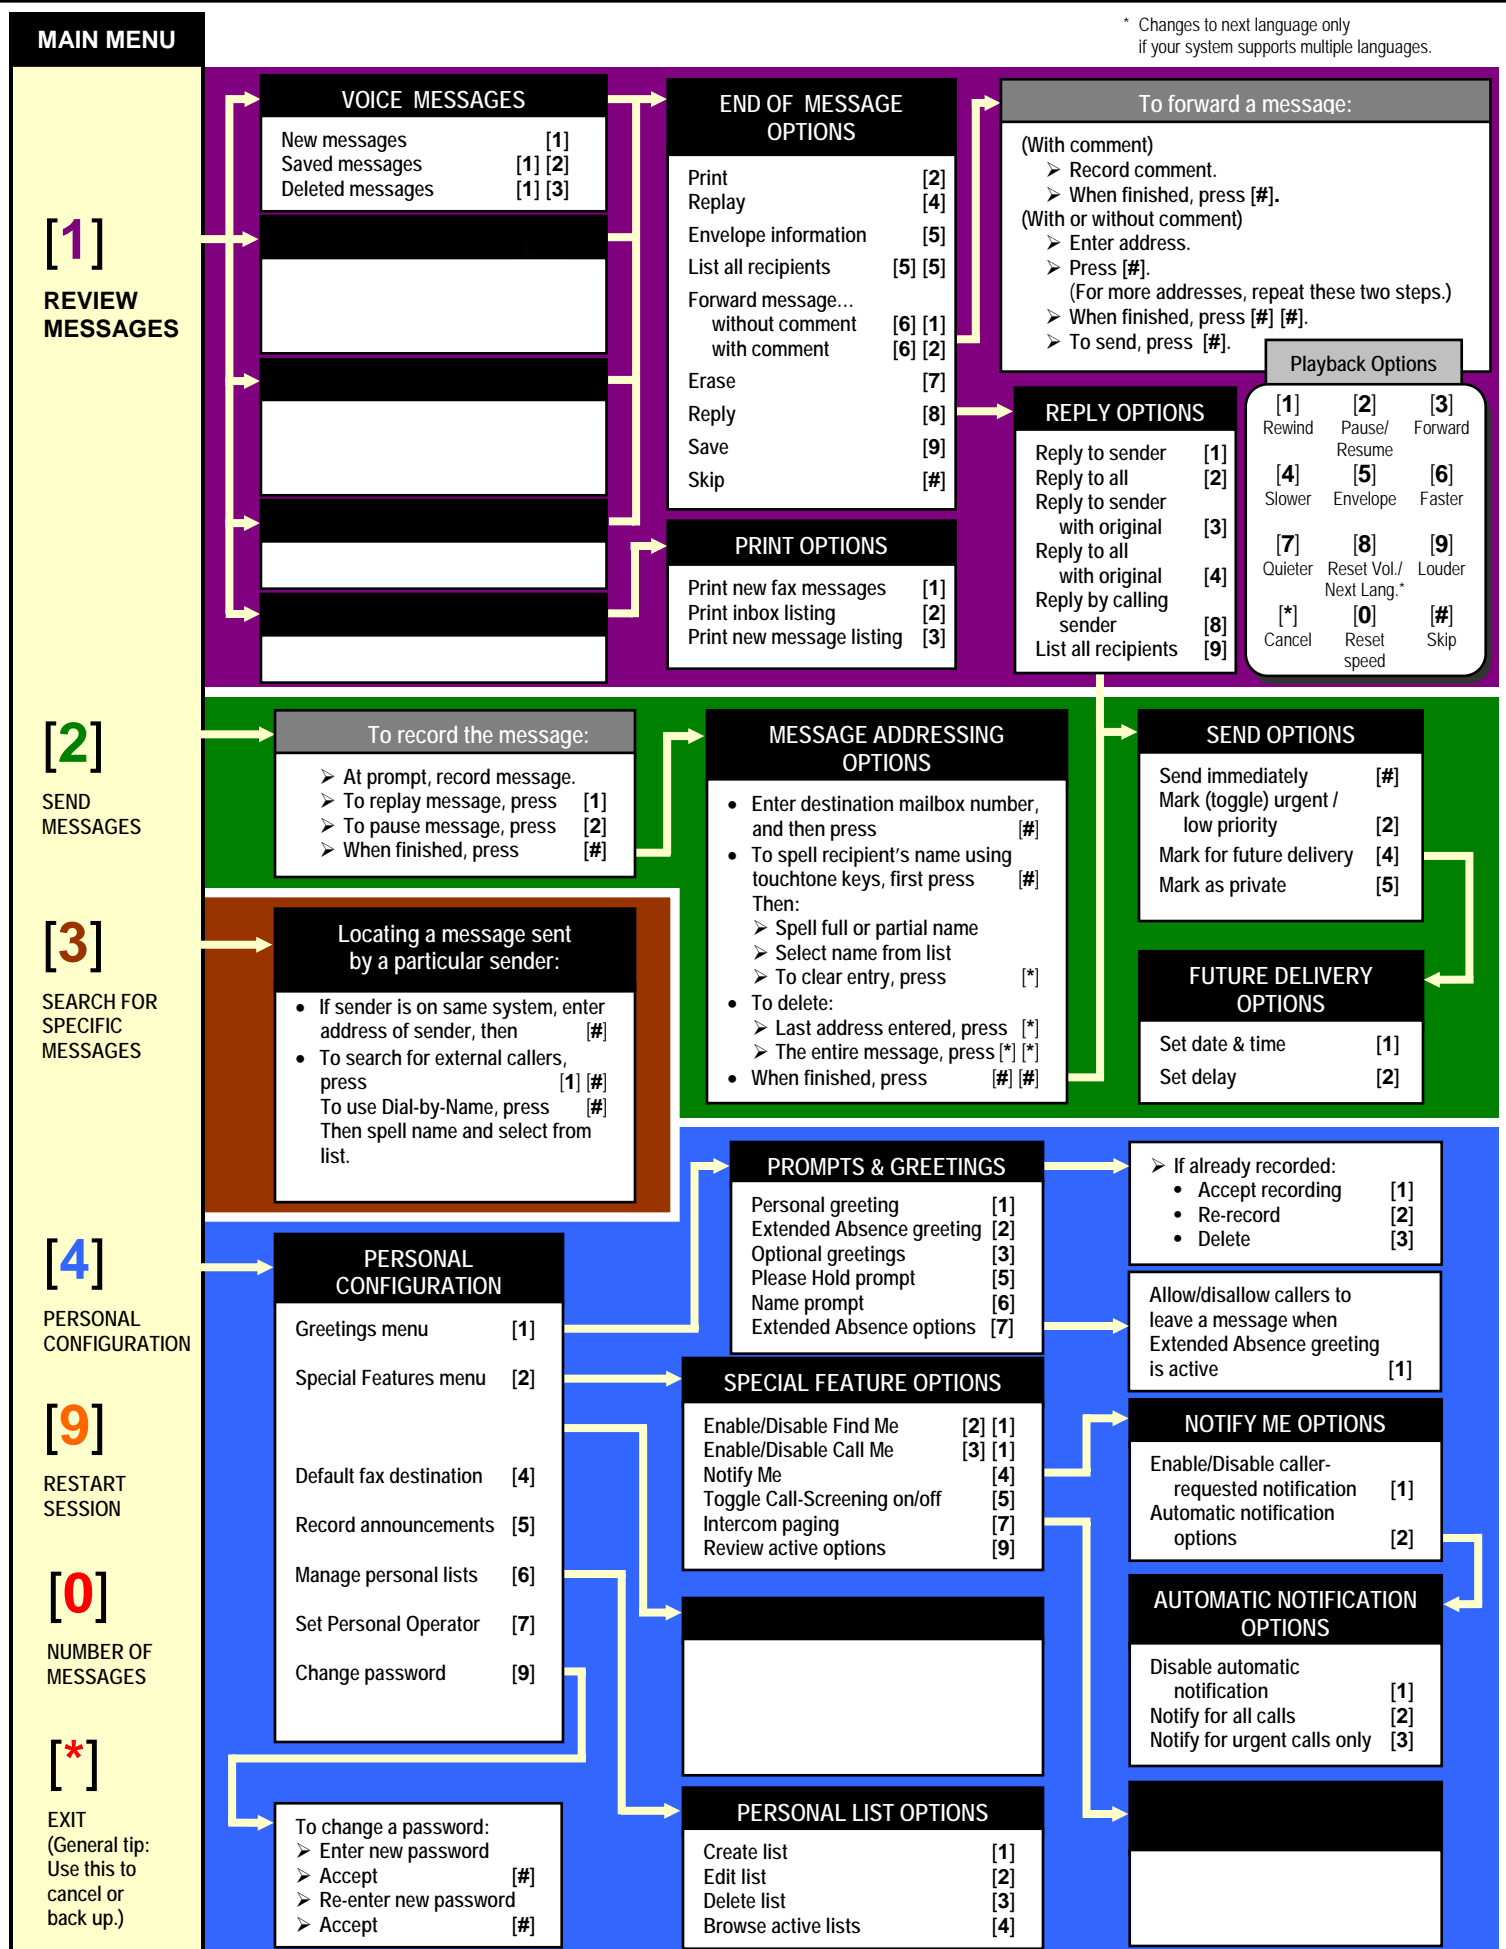 * Changes to next language only
if your system supports multiple languages.
MAIN MENU
[1]
REVIEW
MESSAGES
VOICE MESSAGES
New messages [1]
Saved messages [1] [2]
Deleted messages [1] [3]
END OF MESSAGE
OPTIONS
Print [2]
Replay [4]
Envelope information [5]
List all recipients [5] [5]
Forward message…
without comment [6] [1]
with comment [6] [2]
Erase [7]
Reply [8]
Save [9]
Skip [#]
To forward a message:
(With comment)
➢ Record comment.
➢ When finished, press [#].
(With or without comment)
➢ Enter address.
➢ Press [#].
(For more addresses, repeat these two steps.)
➢ When finished, press [#] [#].
➢ To send, press [#].
PRINT OPTIONS
Print new fax messages [1]
Print inbox listing [2]
Print new message listing [3]
REPLY OPTIONS
Reply to sender [1]
Reply to all [2]
Reply to sender
with original [3]
Reply to all
with original [4]
Reply by calling
sender [8]
List all recipients [9]
Playback Options
[1] [2] [3]
Rewind Pause/ Forward
Resume
[4] [5] [6]
Slower Envelope Faster
[7] [8] [9]
Quieter Reset Vol./ Louder
Next Lang.*
[*] [0] [#]
Cancel Reset Skip
speed
[2]
SEND
MESSAGES
To record the message:
➢ At prompt, record message.
➢ To replay message, press [1]
➢ To pause message, press [2]
➢ When finished, press [#]
MESSAGE ADDRESSING
OPTIONS
• Enter destination mailbox number,
and then press [#]
• To spell recipient's name using
touchtone keys, first press [#]
Then:
➢ Spell full or partial name
➢ Select name from list
➢ To clear entry, press [*]
• To delete:
➢ Last address entered, press [*]
➢ The entire message, press [*] [*]
• When finished, press [#] [#]
SEND OPTIONS
Send immediately [#]
Mark (toggle) urgent /
low priority [2]
Mark for future delivery [4]
Mark as private [5]
FUTURE DELIVERY
OPTIONS
Set date & time [1]
Set delay [2]
[3]
SEARCH FOR
SPECIFIC
MESSAGES
Locating a message sent
by a particular sender:
• If sender is on same system, enter
address of sender, then [#]
• To search for external callers,
press [1] [#]
To use Dial-by-Name, press [#]
Then spell name and select from
list.
[4]
PERSONAL
CONFIGURATION
PERSONAL
CONFIGURATION
Greetings menu [1]
Special Features menu [2]
Default fax destination [4]
Record announcements [5]
Manage personal lists [6]
Set Personal Operator [7]
Change password [9]
PROMPTS & GREETINGS
Personal greeting [1]
Extended Absence greeting [2]
Optional greetings [3]
Please Hold prompt [5]
Name prompt [6]
Extended Absence options [7]
➢ If already recorded:
• Accept recording [1]
• Re-record [2]
• Delete [3]
Allow/disallow callers to
leave a message when
Extended Absence greeting
is active [1]
SPECIAL FEATURE OPTIONS
Enable/Disable Find Me [2] [1]
Enable/Disable Call Me [3] [1]
Notify Me [4]
Toggle Call-Screening on/off [5]
Intercom paging [7]
Review active options [9]
NOTIFY ME OPTIONS
Enable/Disable caller-
requested notification [1]
Automatic notification
options [2]
AUTOMATIC NOTIFICATION
OPTIONS
Disable automatic
notification [1]
Notify for all calls [2]
Notify for urgent calls only [3]
PERSONAL LIST OPTIONS
Create list [1]
Edit list [2]
Delete list [3]
Browse active lists [4]
To change a password:
➢ Enter new password
➢ Accept [#]
➢ Re-enter new password
➢ Accept [#]
[9]
RESTART
SESSION
[0]
NUMBER OF
MESSAGES
[*]
EXIT
(General tip:
Use this to
cancel or
back up.)